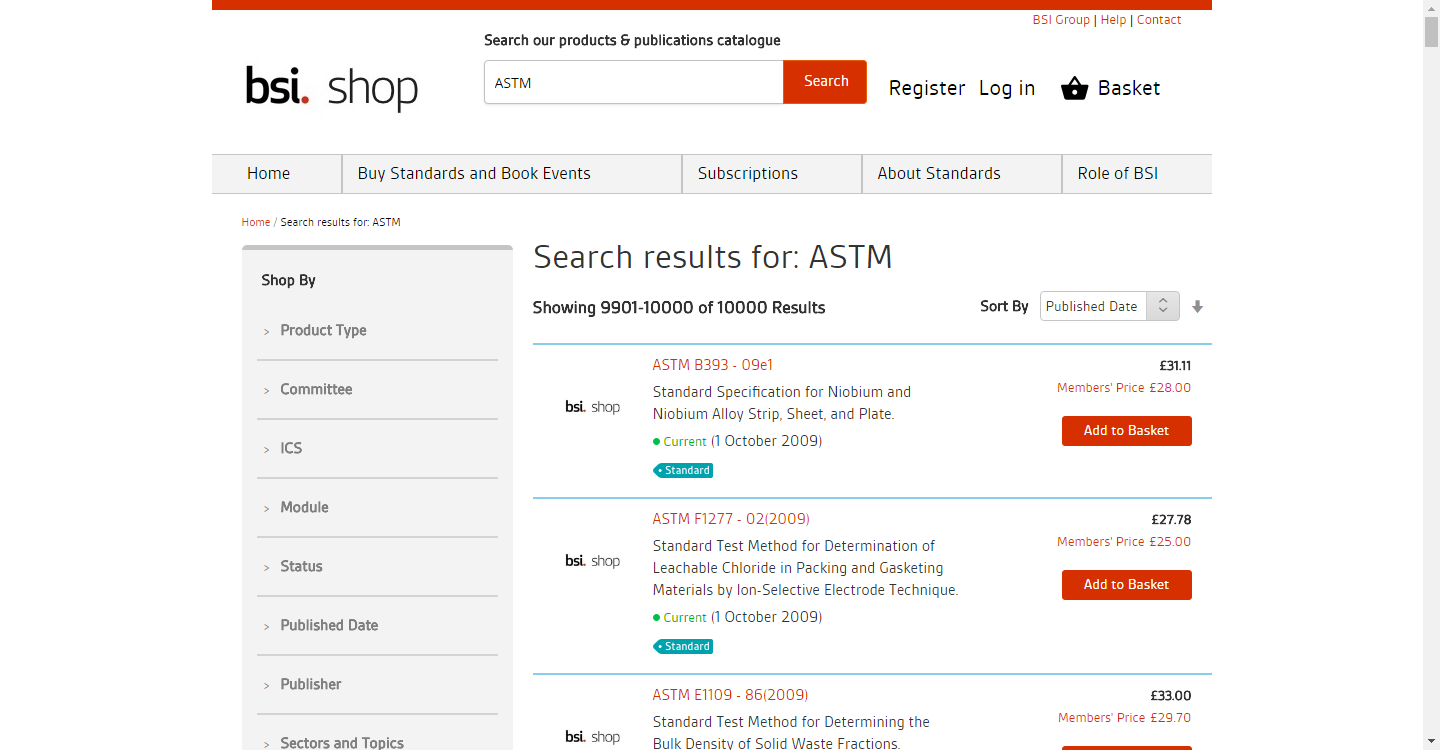 BSI Group | Help | Contact
Search our products & publications catalogue
bsi. shop
ASTM
Search
Register
Log in
Basket
Home
Buy Standards and Book Events
Subscriptions
About Standards
Role of BSI
Home / Search results for: ASTM
Shop By
> Product Type
> Committee
> ICS
> Module
> Status
> Published Date
> Publisher
> Sectors and Topics
Search results for: ASTM
Showing 9901-10000 of 10000 Results
Sort By
Published Date
bsi. shop
ASTM B393 - 09e1
Standard Specification for Niobium and
Niobium Alloy Strip, Sheet, and Plate.
Current (1 October 2009)
Standard
£31.11
Members' Price £28.00
Add to Basket
bsi. shop
ASTM F1277 - 02(2009)
Standard Test Method for Determination of
Leachable Chloride in Packing and Gasketing
Materials by Ion-Selective Electrode Technique.
Current (1 October 2009)
Standard
£27.78
Members' Price £25.00
Add to Basket
bsi. shop
ASTM E1109 - 86(2009)
Standard Test Method for Determining the
Bulk Density of Solid Waste Fractions.
£33.00
Members' Price £29.70